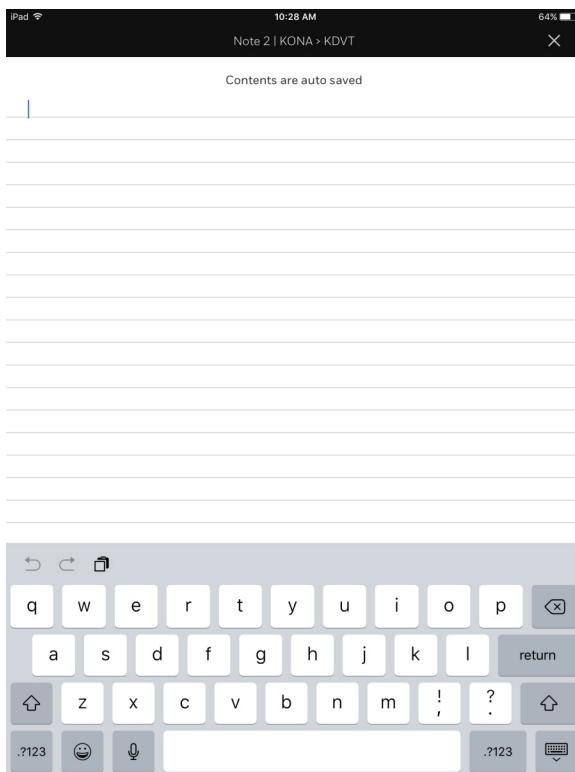 iPad 10:28 AM 64%
Note 2 | KONA > KDVT
Contents are auto saved
q w e r t y u i o p
a s d f g h j k l return
z x c v b n m ! , ? .
.?123 .?123